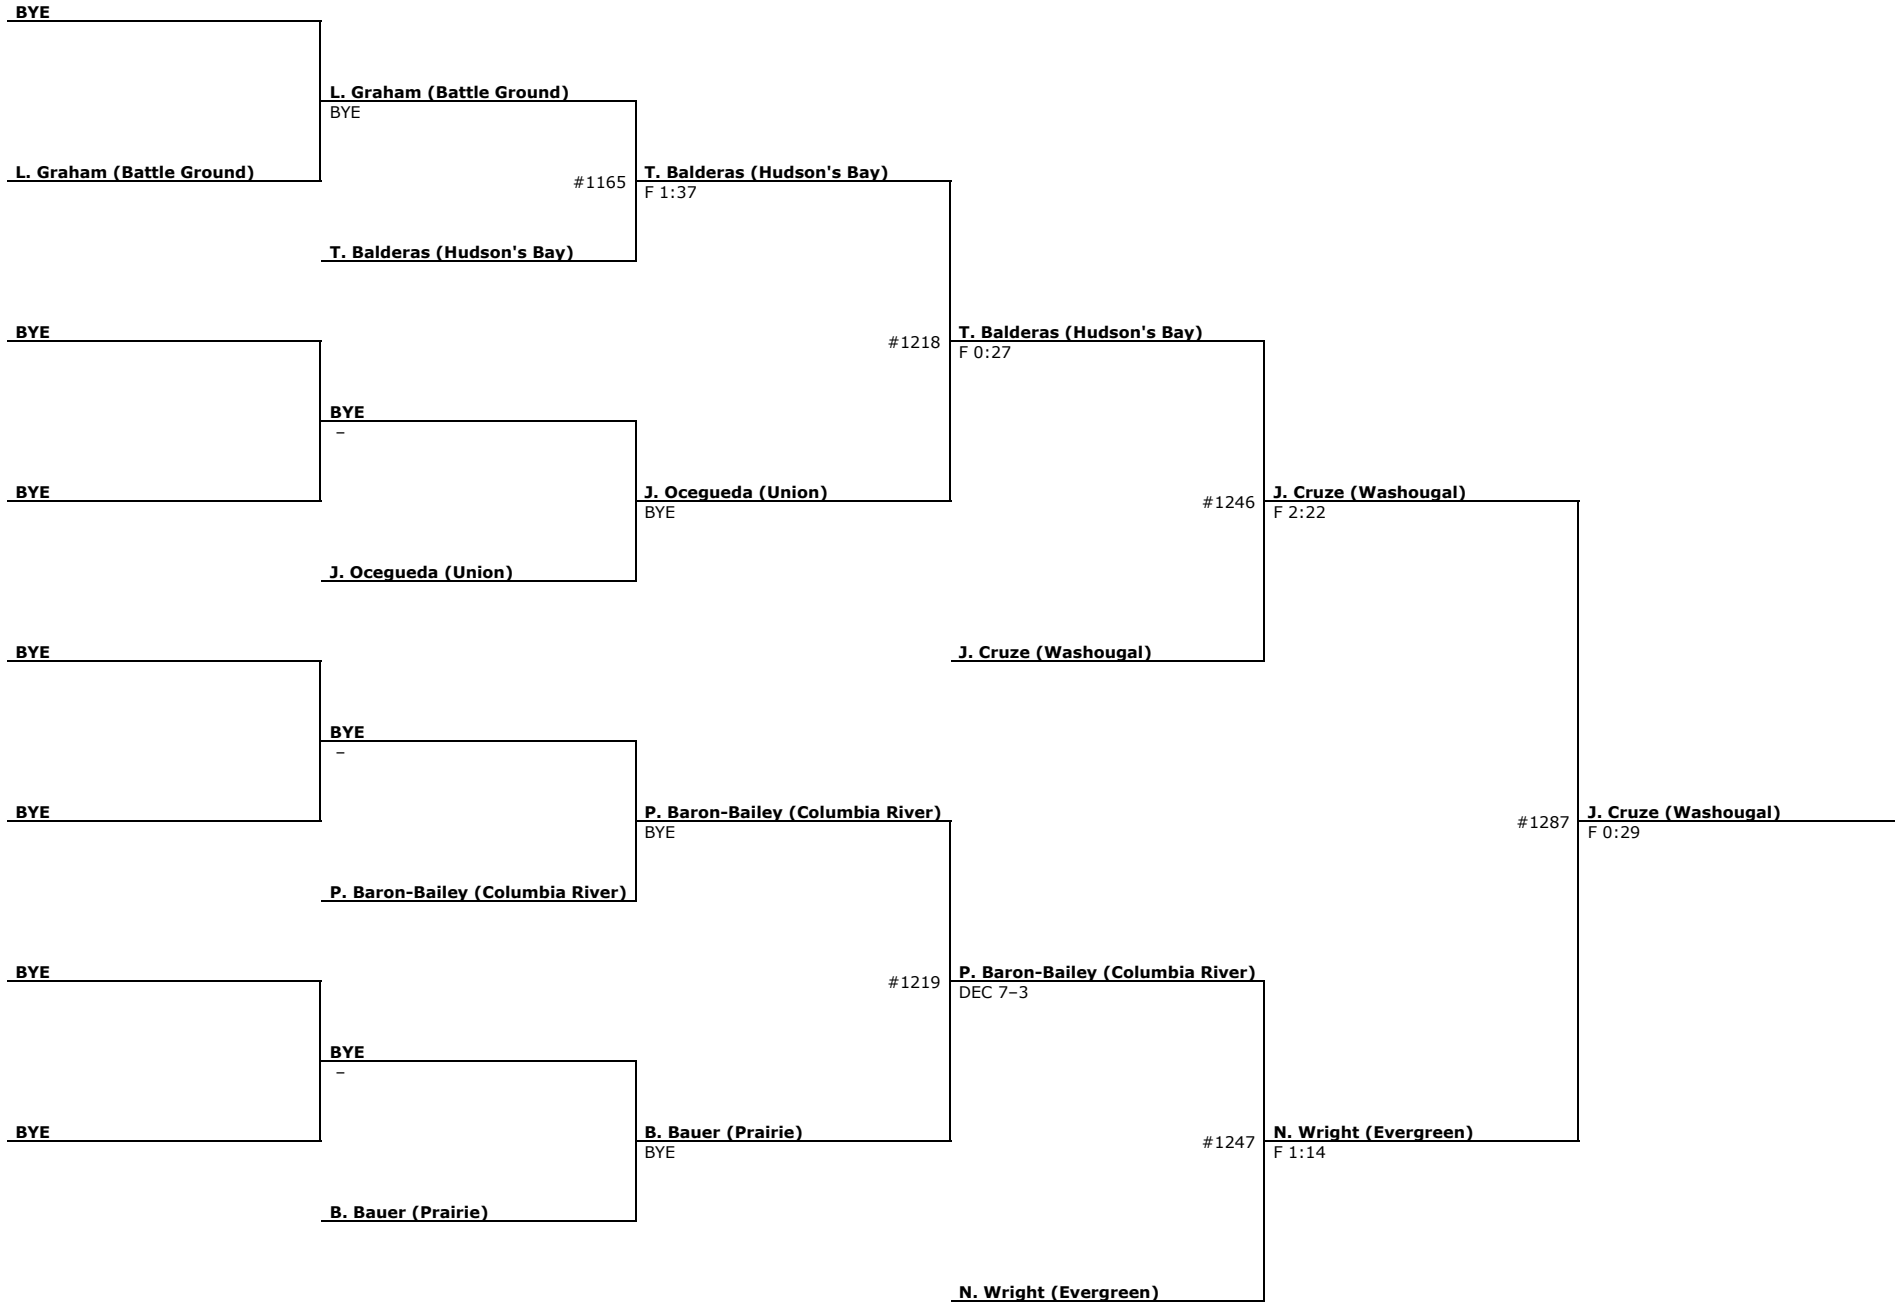 BYE
L. Graham (Battle Ground)
BYE
L. Graham (Battle Ground)
#1165
T. Balderas (Hudson's Bay)
F 1:37
T. Balderas (Hudson's Bay)
BYE
#1218
T. Balderas (Hudson's Bay)
F 0:27
BYE
–
BYE
J. Ocegueda (Union)
BYE
#1246
J. Cruze (Washougal)
F 2:22
J. Ocegueda (Union)
BYE
J. Cruze (Washougal)
BYE
–
BYE
P. Baron-Bailey (Columbia River)
BYE
#1287
J. Cruze (Washougal)
F 0:29
P. Baron-Bailey (Columbia River)
BYE
#1219
P. Baron-Bailey (Columbia River)
DEC 7–3
BYE
–
BYE
B. Bauer (Prairie)
BYE
#1247
N. Wright (Evergreen)
F 1:14
B. Bauer (Prairie)
N. Wright (Evergreen)